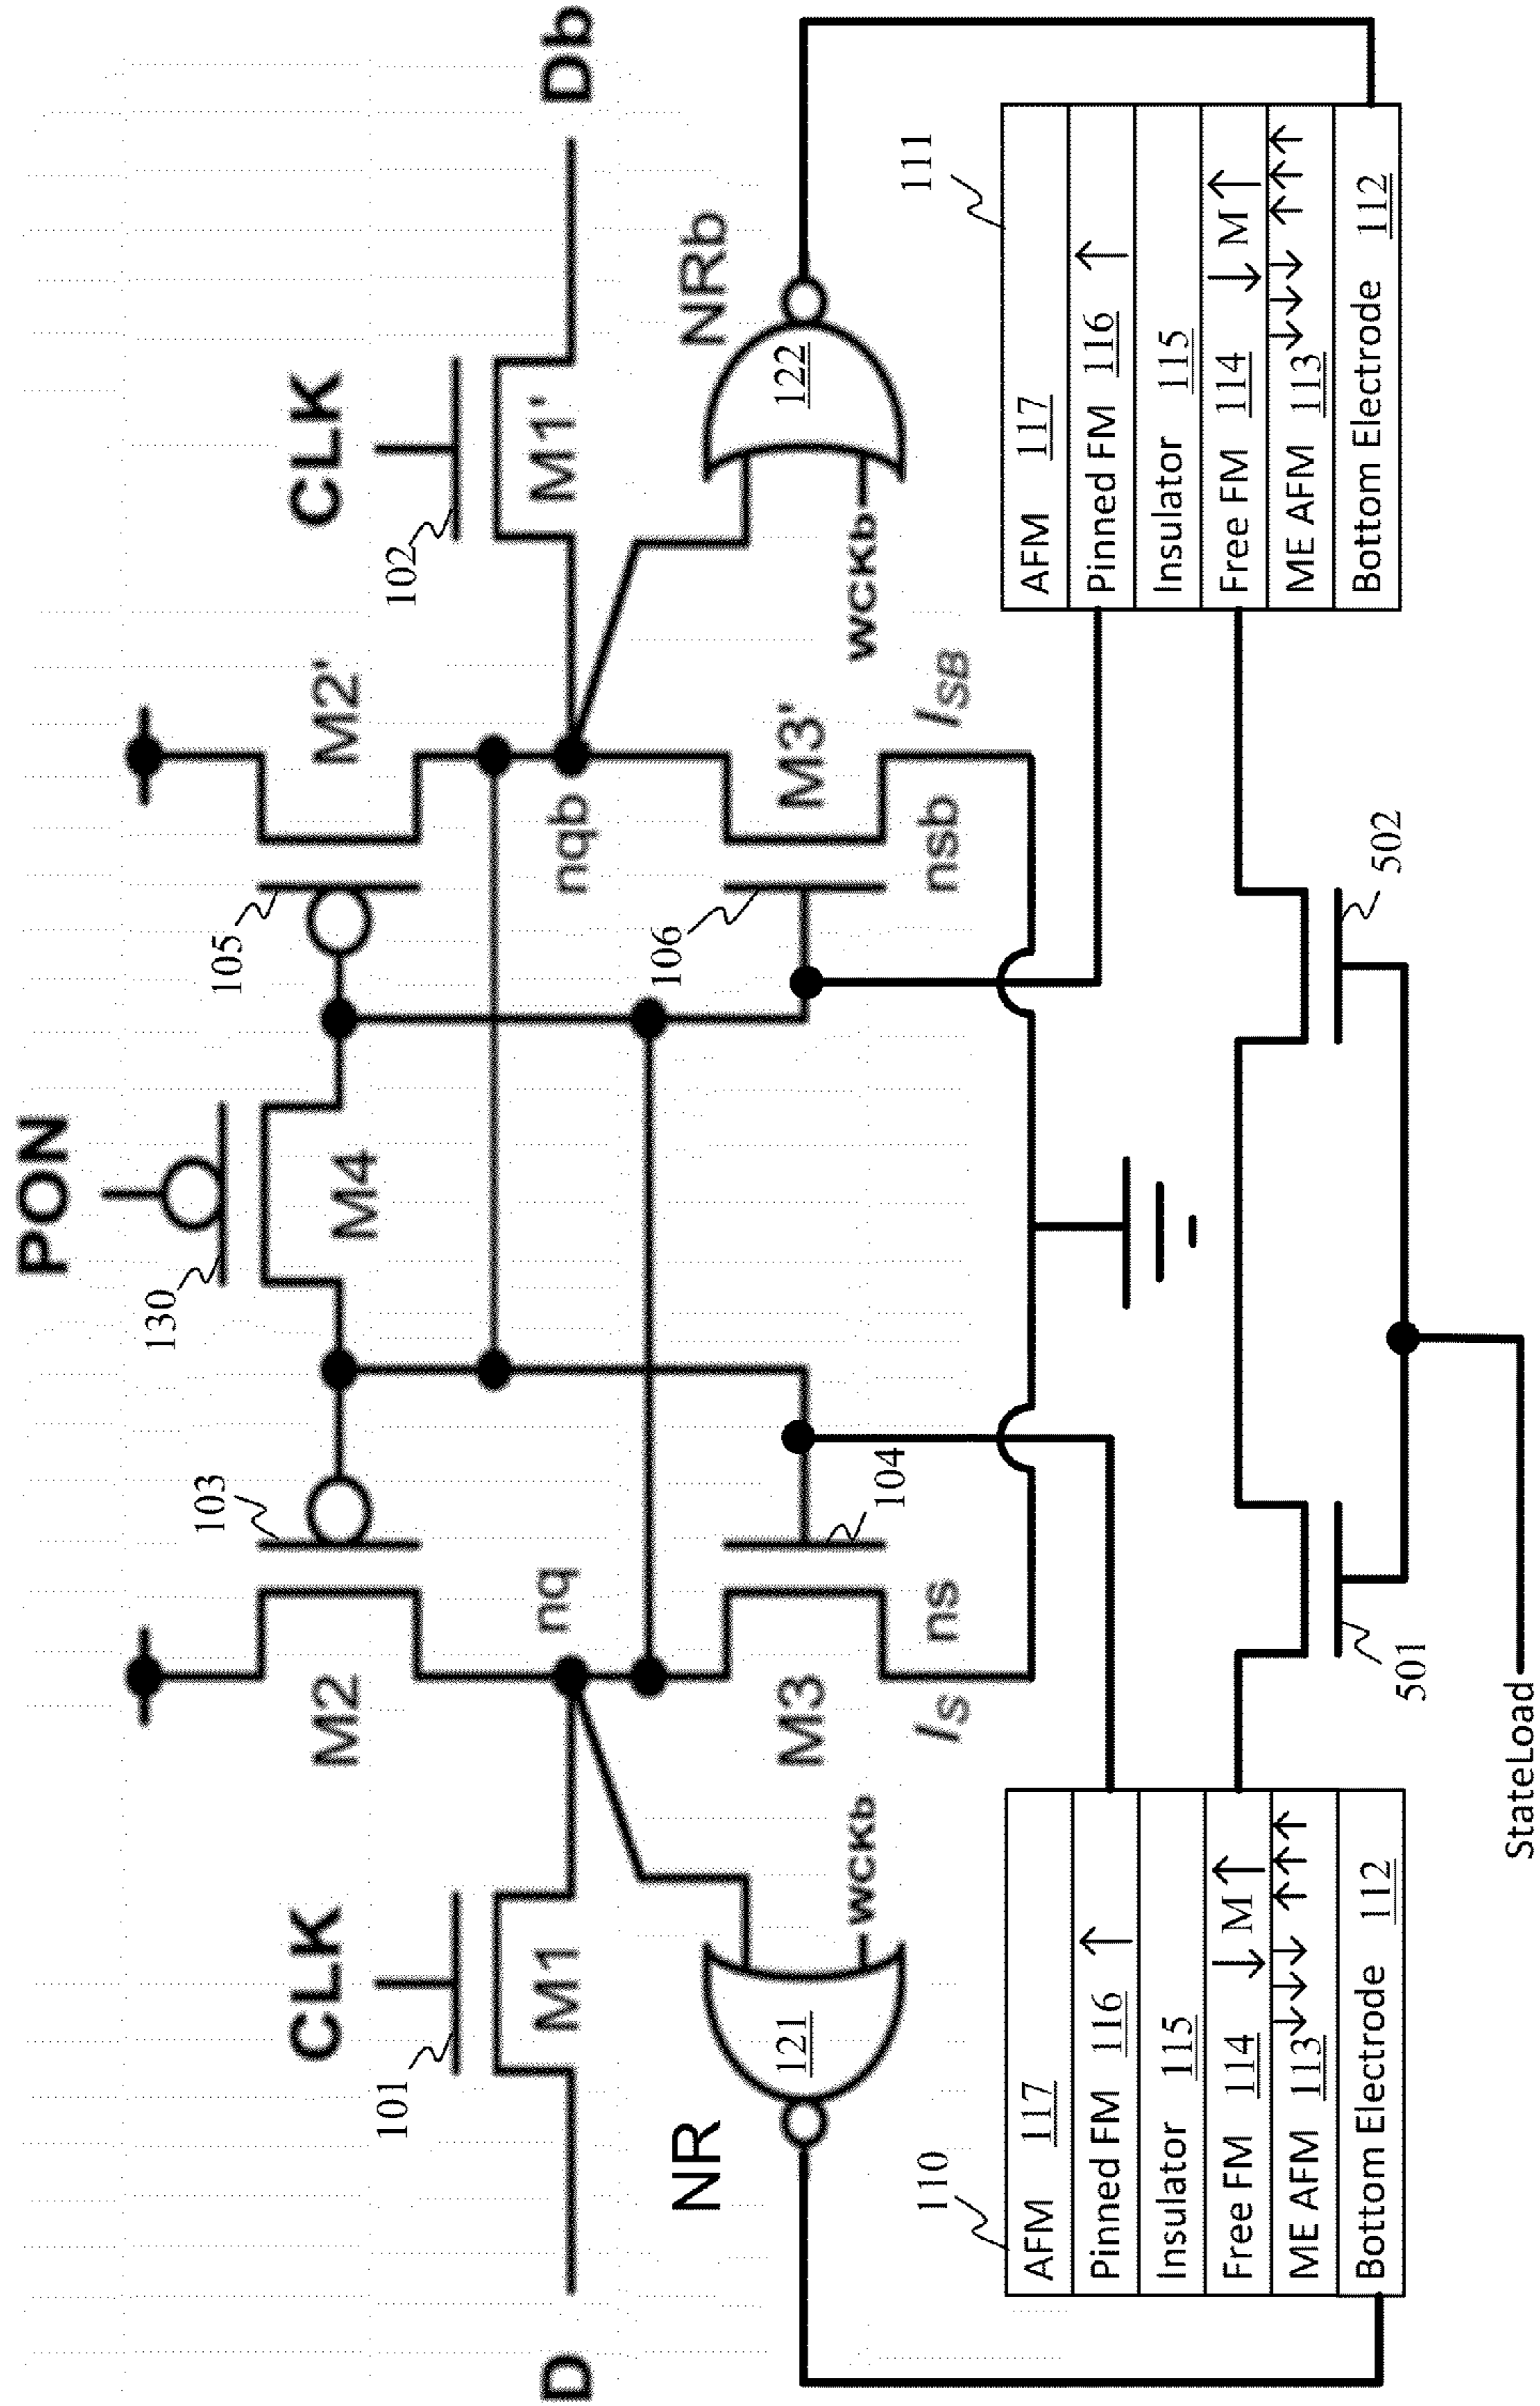 PON
CLK
CLK
130
M4
103
105
M2
M2'
101
102
M1
M1'
D
Db
nq
nqb
106
NR
NRb
121
122
M3
M3'
104
WCKb
WCKb
I_S
ns
nsb
I_SB
110
111
AFM 117
Pinned FM 116 ↑
Insulator 115
Free FM 114 ↓ M ↑
ME AFM 113 ↓↓↓ ↑↑↑
Bottom Electrode 112
AFM 117
Pinned FM 116 ↑
Insulator 115
Free FM 114 ↓ M ↑
ME AFM 113 ↓↓↓ ↑↑↑
Bottom Electrode 112
501
502
StateLoad